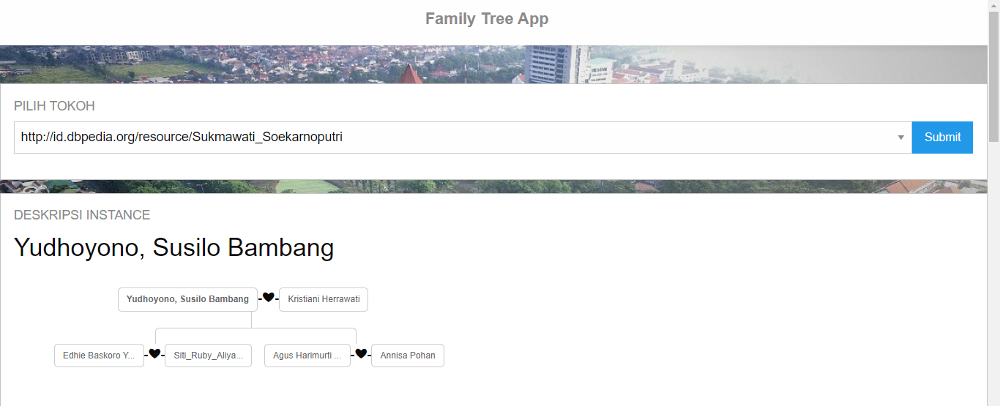 Family Tree App
PILIH TOKOH
http://id.dbpedia.org/resource/Sukmawati_Soekarnoputri
Submit
DESKRIPSI INSTANCE
Yudhoyono, Susilo Bambang
Yudhoyono, Susilo Bambang
Kristiani Herrawati
Edhie Baskoro Y...
Siti_Ruby_Aliya...
Agus Harimurti ...
Annisa Pohan